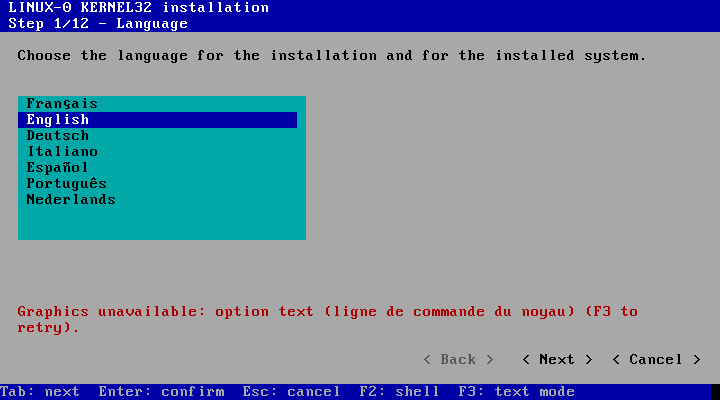 LINUX-0 KERNEL32 installation
Step 1/12 - Language
Choose the language for the installation and for the installed system.
Français
English
Deutsch
Italiano
Español
Português
Nederlands
Graphics unavailable: option text (ligne de commande du noyau) (F3 to
retry).
< Back > < Next > < Cancel >
Tab: next Enter: confirm Esc: cancel F2: shell F3: text mode